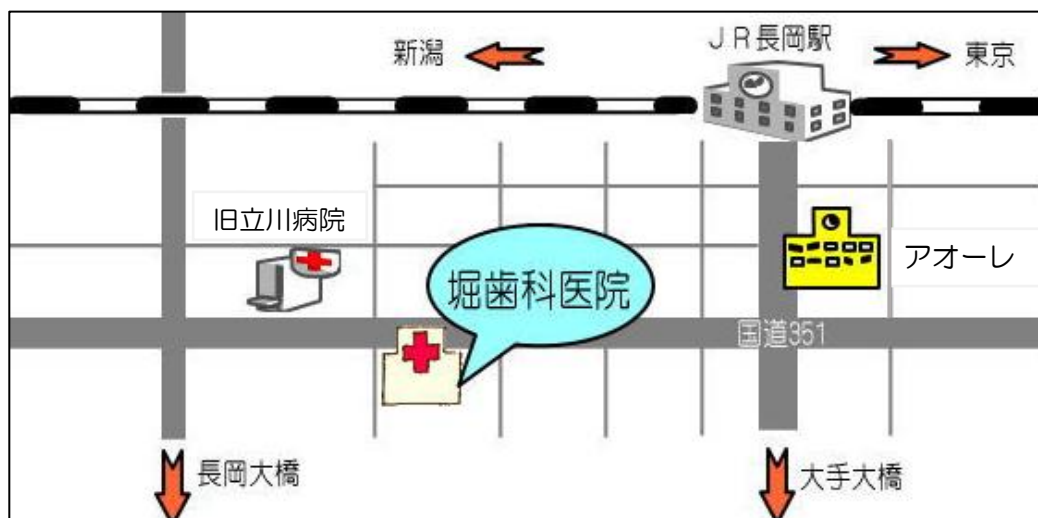 JR長岡駅
新潟
東京
旧立川病院
アオーレ
堀歯科医院
国道351
長岡大橋
大手大橋